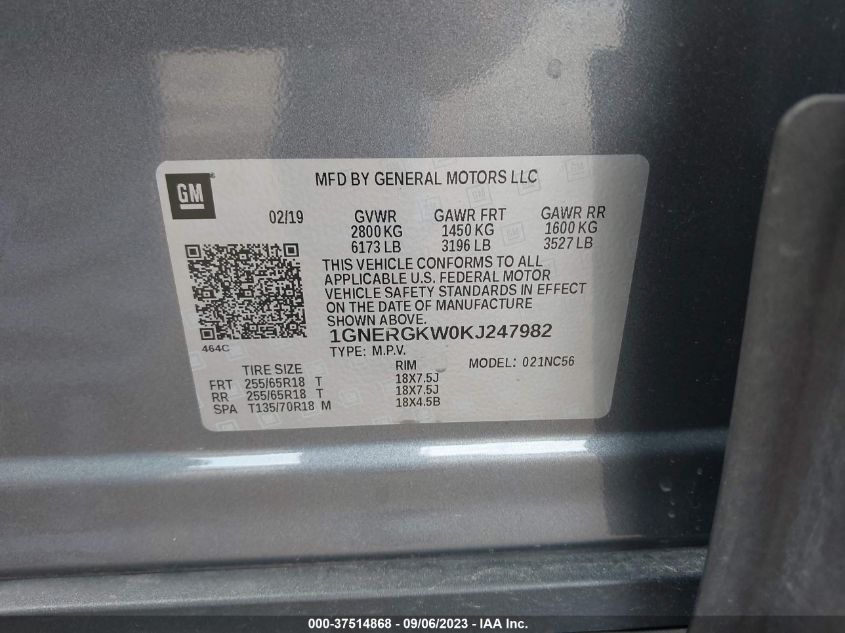 GM
MFD BY GENERAL MOTORS LLC
02/19 GVWR GAWR FRT GAWR RR
2800 KG 1450 KG 1600 KG
6173 LB 3196 LB 3527 LB
THIS VEHICLE CONFORMS TO ALL
APPLICABLE U.S. FEDERAL MOTOR
VEHICLE SAFETY STANDARDS IN EFFECT
ON THE DATE OF MANUFACTURE
SHOWN ABOVE.
464C 1GNERGKW0KJ247982
TYPE: M.P.V. MODEL: 021NC56
TIRE SIZE RIM
FRT 255/65R18 T 18X7.5J
RR 255/65R18 T 18X7.5J
SPA T135/70R18 M 18X4.5B
000-37514868 - 09/06/2023 - IAA Inc.